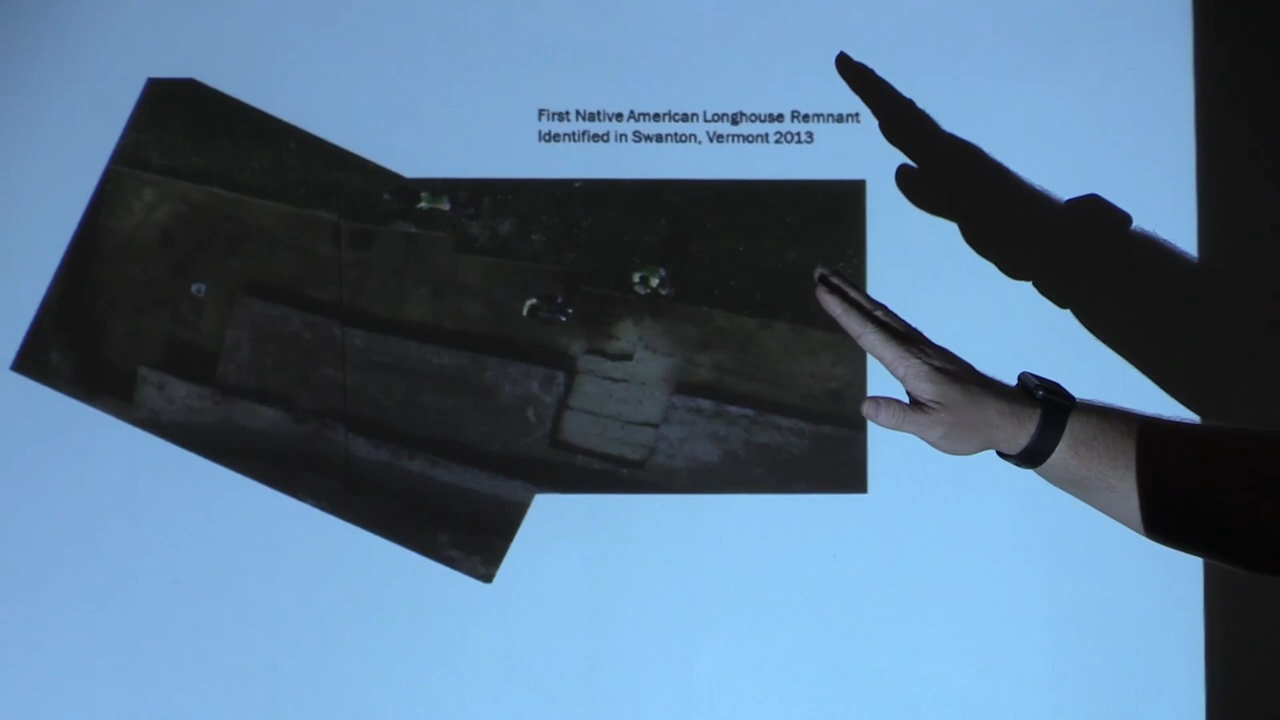 First Native American Longhouse Remnant
Identified in Swanton, Vermont 2013